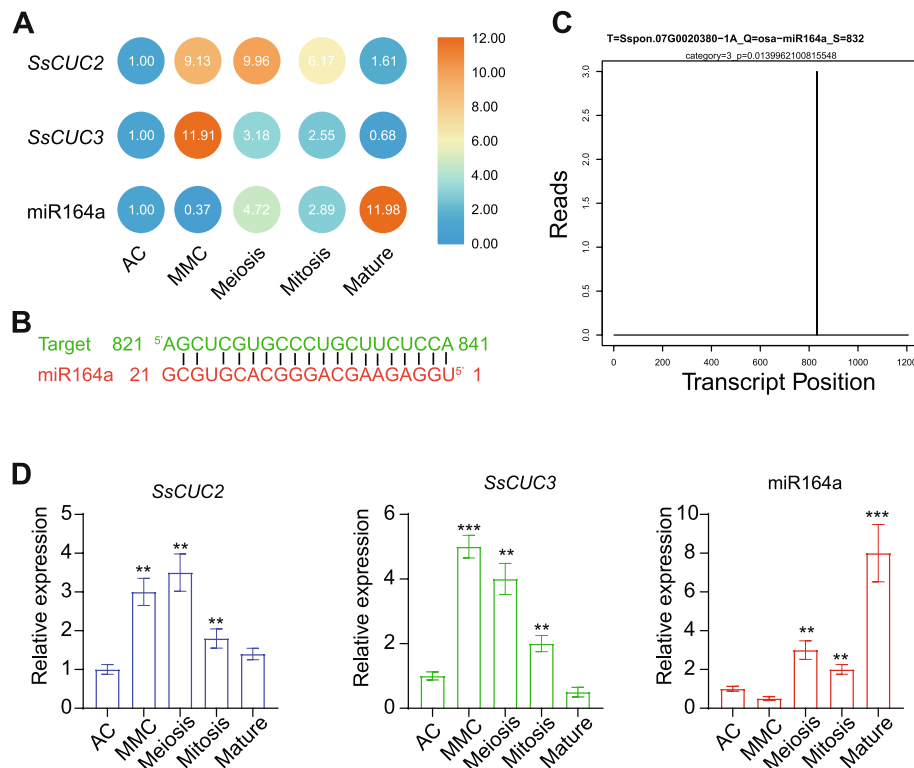 A
SsCUC2 1.00 9.13 9.96 6.17 1.61
SsCUC3 1.00 11.91 3.18 2.55 0.68
miR164a 1.00 0.37 4.72 2.89 11.98
AC MMC Meiosis Mitosis Mature
12.00
10.00
8.00
6.00
4.00
2.00
0.00
B
Target 821 5'AGCUCGUGCCCUGCUUCUCCA 841
miR164a 21 GCGUGCACGGGACGAAGAGGU5' 1
C
T=Sspon.07G0020380−1A_Q=osa−miR164a_S=832
category=3 p=0.0139962100815548
Reads
3.0
2.5
2.0
1.5
1.0
0.5
0.0
0 200 400 600 800 1000 1200
Transcript Position
D
SsCUC2
Relative expression
5
4
3
2
1
0
** ** **
AC MMC Meiosis Mitosis Mature
SsCUC3
Relative expression
6
4
2
0
*** ** **
AC MMC Meiosis Mitosis Mature
miR164a
Relative expression
10
8
6
4
2
0
** ** ***
AC MMC Meiosis Mitosis Mature